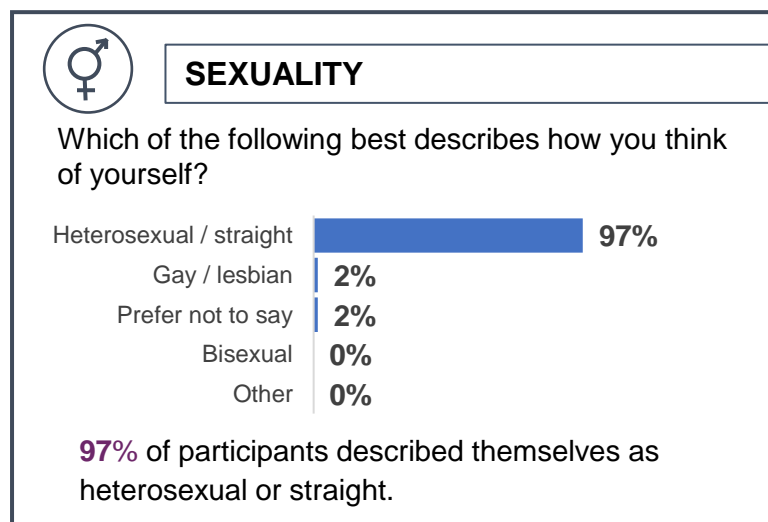 SEXUALITY
Which of the following best describes how you think
of yourself?
Heterosexual / straight 97%
Gay / lesbian 2%
Prefer not to say 2%
Bisexual 0%
Other 0%
97% of participants described themselves as
heterosexual or straight.